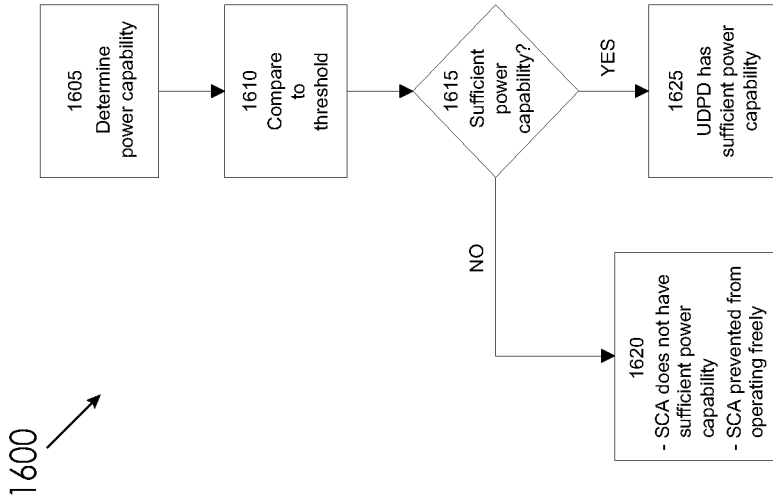 1600
1605
Determine
power capability
1610
Compare
to
threshold
1615
Sufficient
power
capability?
NO
YES
1620
- SCA does not have
sufficient power
capability
- SCA prevented from
operating freely
1625
UDPD has
sufficient power
capability